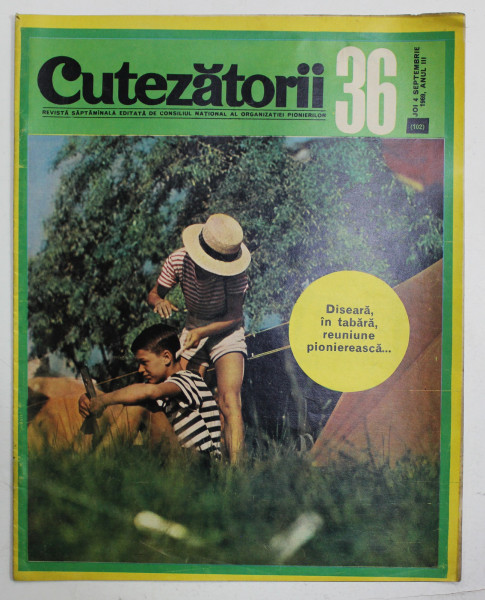 Cutezătorii
REVISTĂ SĂPTĂMÎNALĂ EDITATĂ DE CONSILIUL NAȚIONAL AL ORGANIZAȚIEI PIONIERILOR
36
JOI 4 SEPTEMBRIE
1969, ANUL III
(102)
Diseară,
în tabără,
reuniune
pionierească...